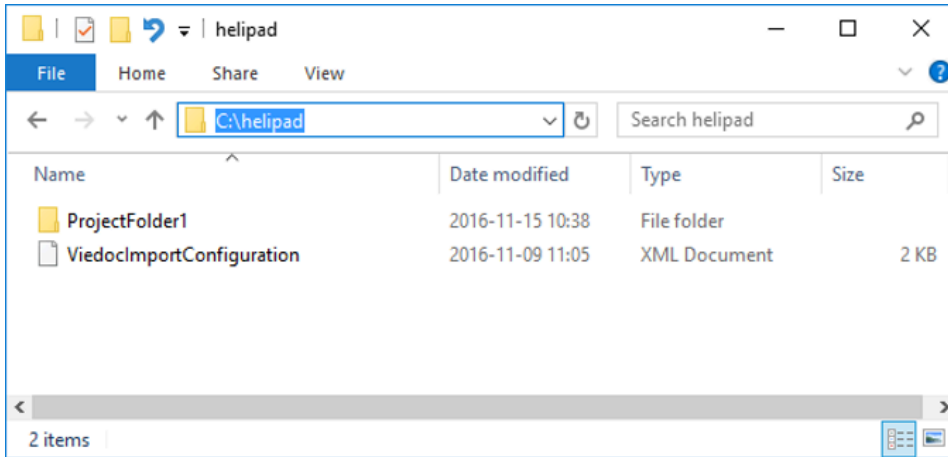 helipad
File Home Share View
C:\helipad Search helipad
Name Date modified Type Size
ProjectFolder1 2016-11-15 10:38 File folder
ViedocImportConfiguration 2016-11-09 11:05 XML Document 2 KB
2 items